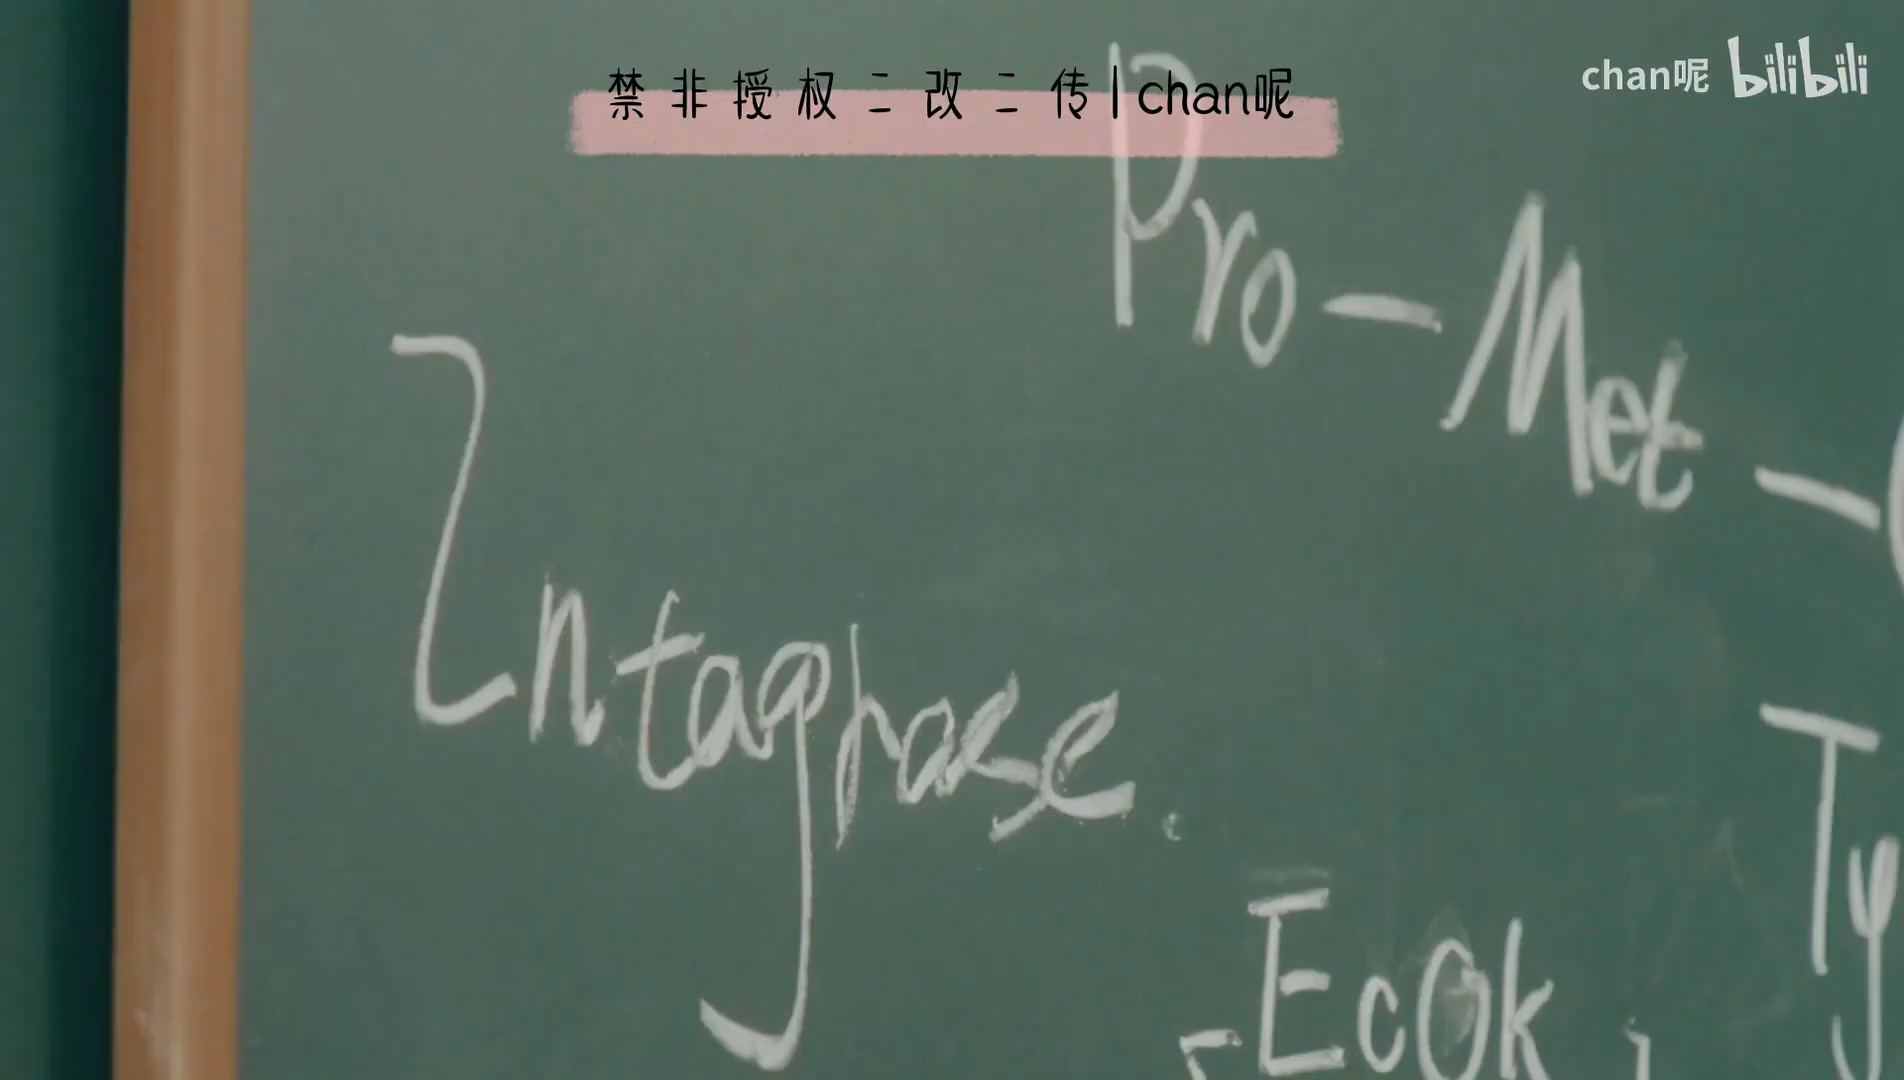 禁非授权二改二传|chan呢
chan呢 bilibili
Pro-Met-
Intagrase.
Ty
EcOk